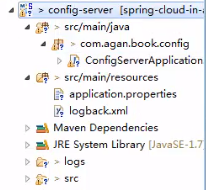 > config-server [spring-cloud-in-a
> src/main/java
> com.agan.book.config
> ConfigServerApplication.
> src/main/resources
application.properties
logback.xml
Maven Dependencies
JRE System Library [JavaSE-1.7]
> logs
> src